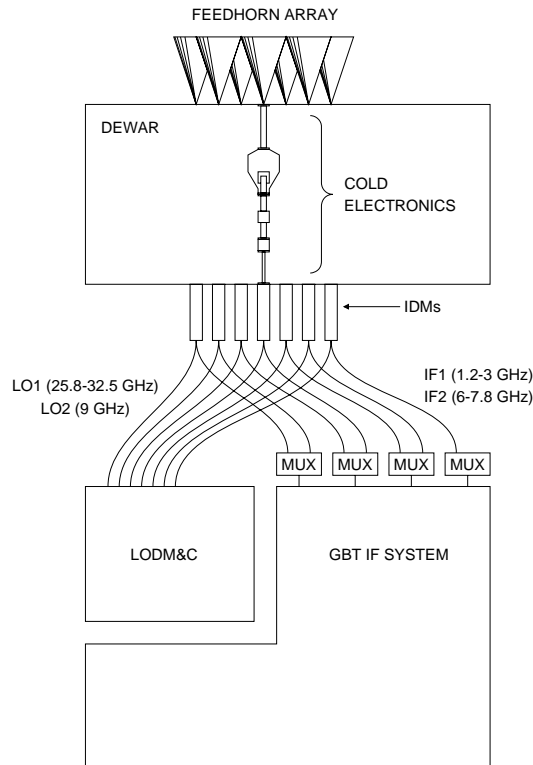 FEEDHORN ARRAY
DEWAR
COLD
ELECTRONICS
IDMs
LO1 (25.8-32.5 GHz)
LO2 (9 GHz)
IF1 (1.2-3 GHz)
IF2 (6-7.8 GHz)
MUX MUX MUX MUX
LODM&C
GBT IF SYSTEM